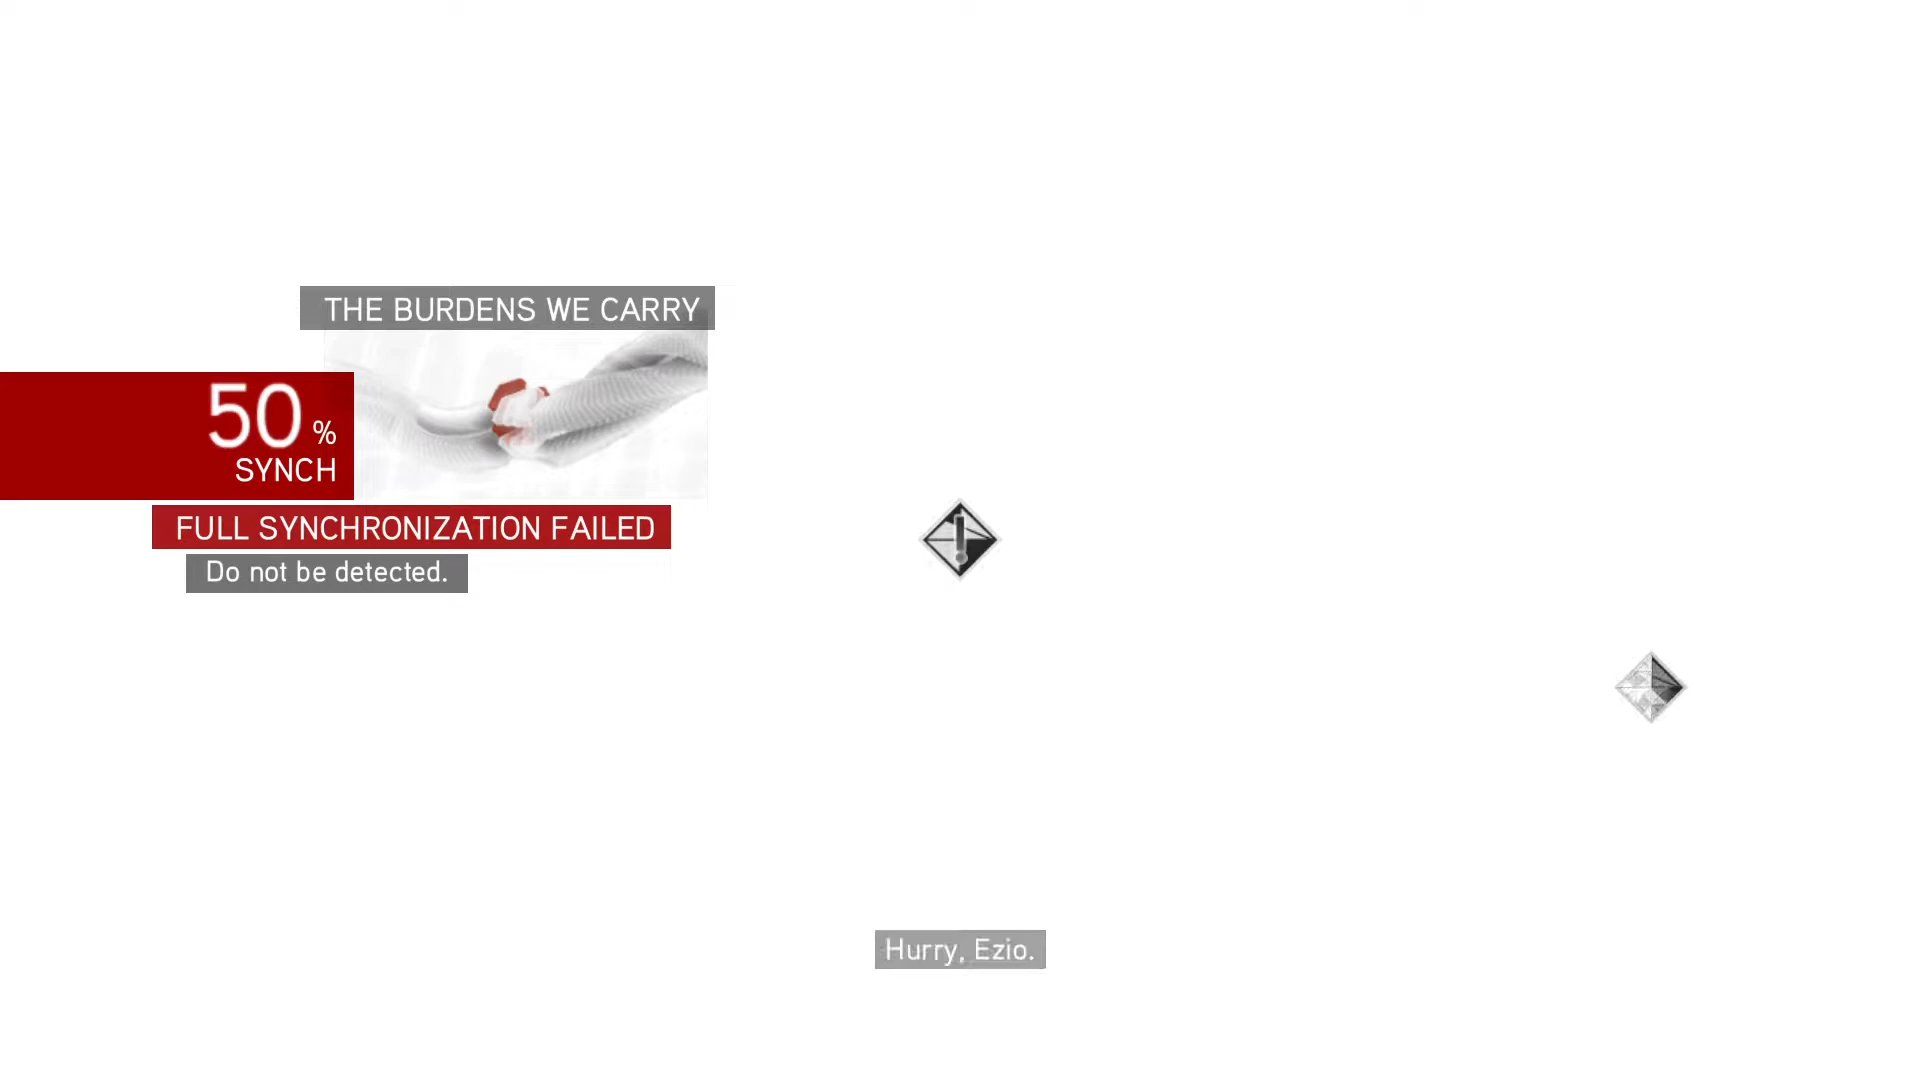 THE BURDENS WE CARRY
50 %
SYNCH
FULL SYNCHRONIZATION FAILED
Do not be detected.
Hurry, Ezio.